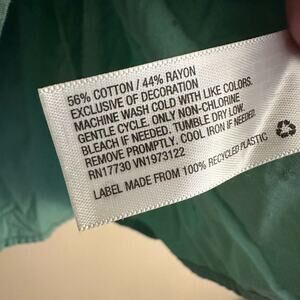 56% COTTON / 44% RAYON
EXCLUSIVE OF DECORATION
MACHINE WASH COLD WITH LIKE COLORS.
GENTLE CYCLE. ONLY NON-CHLORINE
BLEACH IF NEEDED. TUMBLE DRY LOW.
REMOVE PROMPTLY. COOL IRON IF NEEDED.
RN17730 VN1973122
LABEL MADE FROM 100% RECYCLED PLASTIC